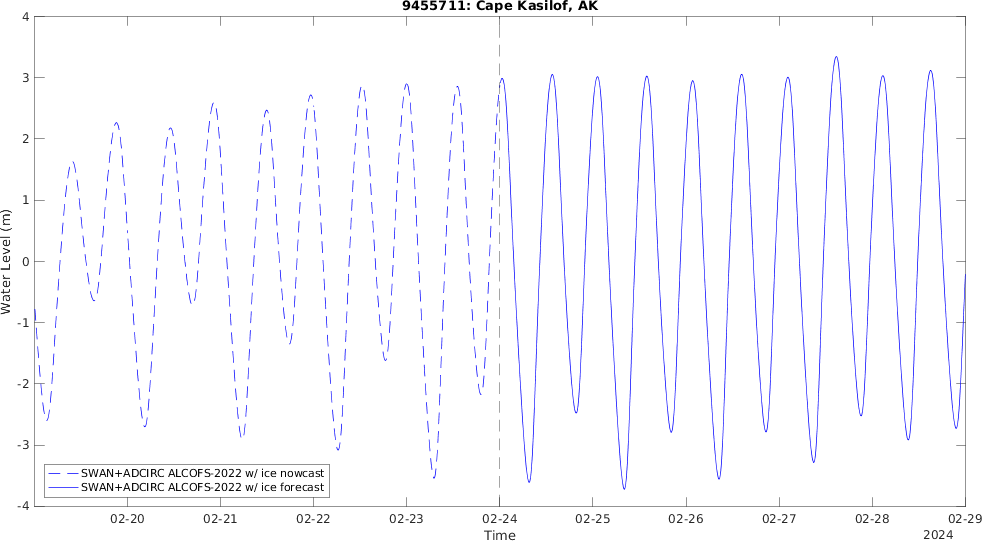 9455711: Cape Kasilof, AK
4
3
2
1
0
-1
-2
-3
-4
Water Level (m)
SWAN+ADCIRC ALCOFS-2022 w/ ice nowcast
SWAN+ADCIRC ALCOFS-2022 w/ ice forecast
02-20 02-21 02-22 02-23 02-24 02-25 02-26 02-27 02-28 02-29
Time
2024